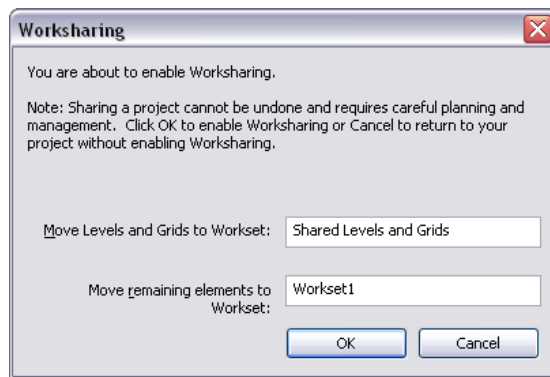 Worksharing
You are about to enable Worksharing.
Note: Sharing a project cannot be undone and requires careful planning and
management. Click OK to enable Worksharing or Cancel to return to your
project without enabling Worksharing.
Move Levels and Grids to Workset:
Shared Levels and Grids
Move remaining elements to
Workset:
Workset1
OK
Cancel